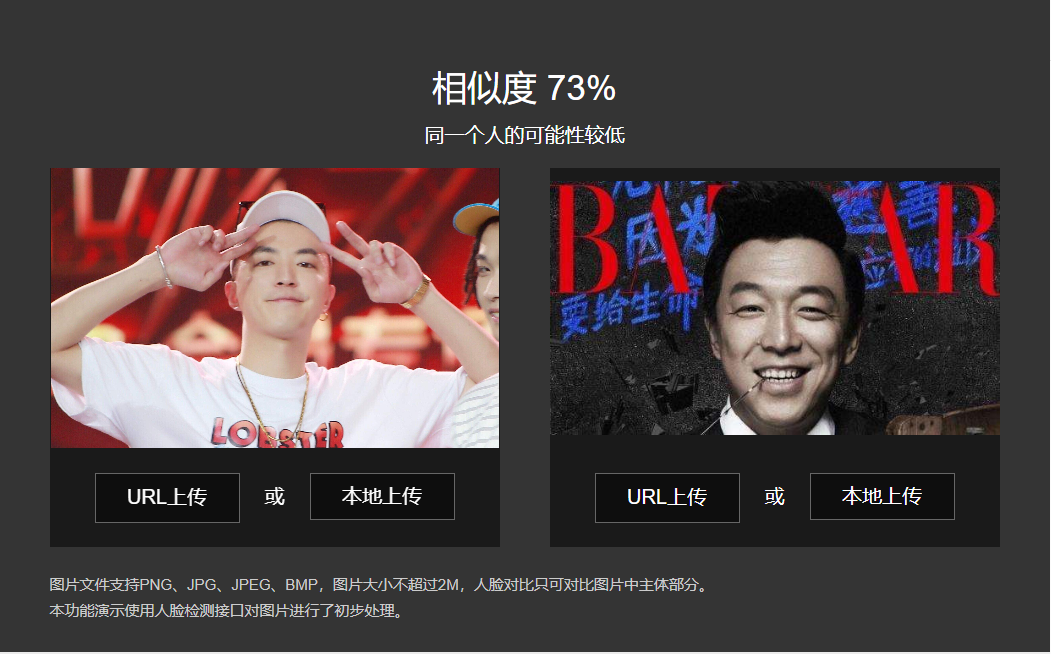 相似度 73%
同一个人的可能性较低
LOBSTER
BAZAAR
因为
要给生命
URL上传 或 本地上传
URL上传 或 本地上传
图片文件支持PNG、JPG、JPEG、BMP，图片大小不超过2M，人脸对比只可对比图片中主体部分。
本功能演示使用人脸检测接口对图片进行了初步处理。